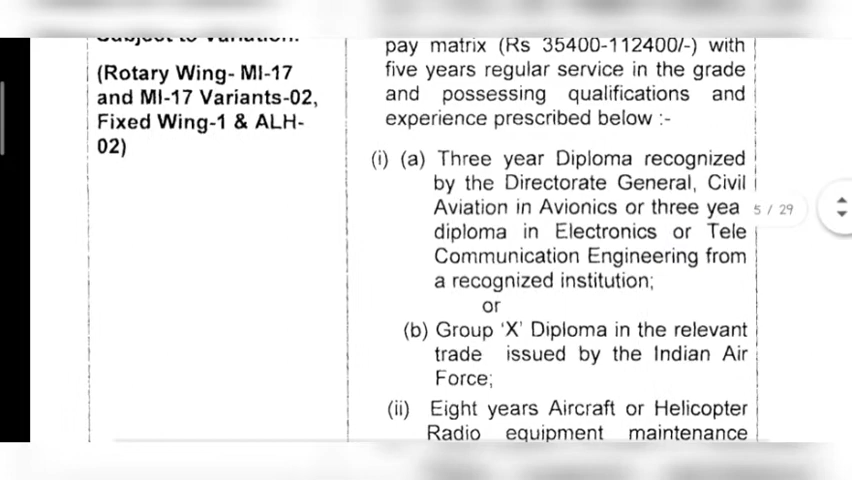 Subject to Variation.
(Rotary Wing- MI-17
and MI-17 Variants-02,
Fixed Wing-1 & ALH-
02)
pay matrix (Rs 35400-112400/-) with
five years regular service in the grade
and possessing qualifications and
experience prescribed below :-
(i) (a) Three year Diploma recognized
by the Directorate General, Civil
Aviation in Avionics or three yea
diploma in Electronics or Tele
Communication Engineering from
a recognized institution;
or
(b) Group 'X' Diploma in the relevant
trade issued by the Indian Air
Force;
(ii) Eight years Aircraft or Helicopter
Radio equipment maintenance
5 / 29